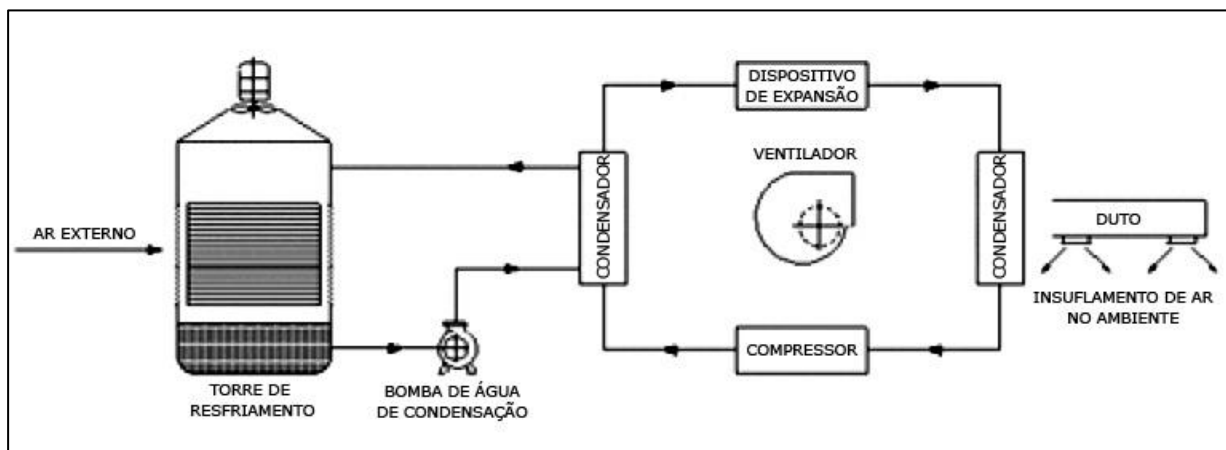 AR EXTERNO
TORRE DE
RESFRIAMENTO
BOMBA DE ÁGUA
DE CONDENSAÇÃO
CONDENSADOR
DISPOSITIVO
DE EXPANSÃO
VENTILADOR
COMPRESSOR
CONDENSADOR
DUTO
INSUFLAMENTO DE AR
NO AMBIENTE